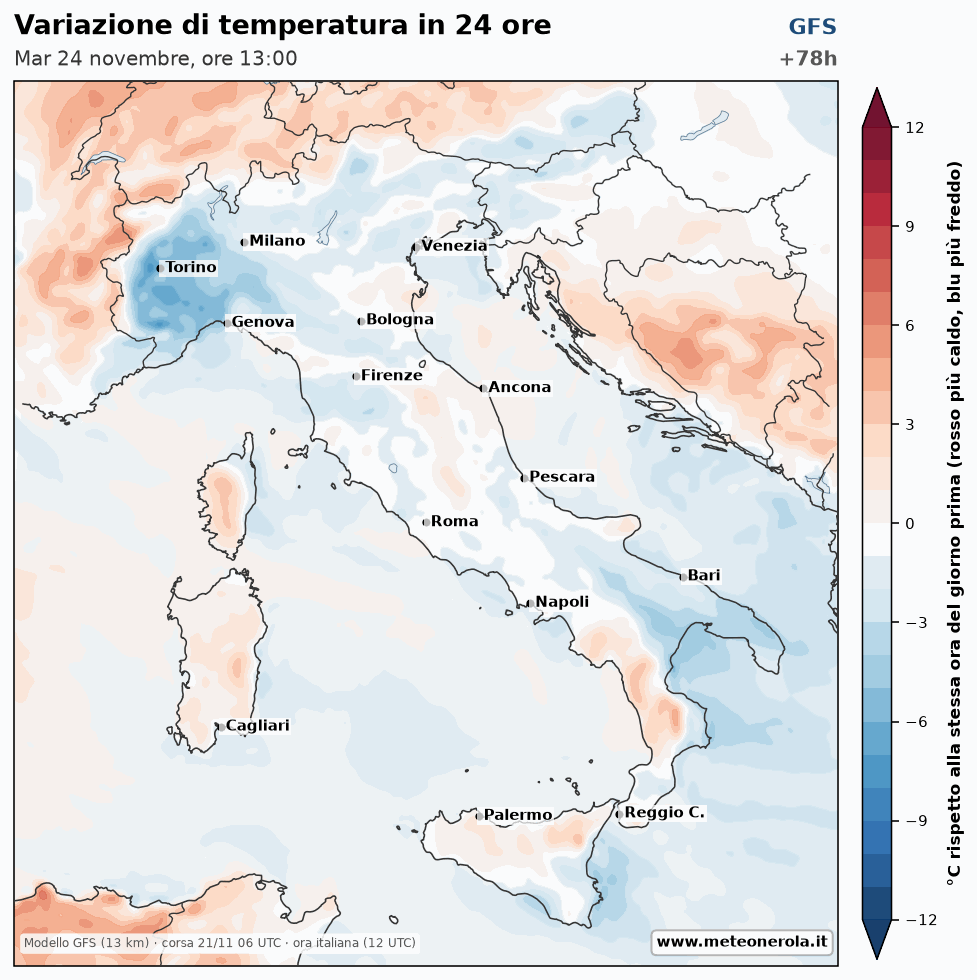 Variazione di temperatura in 24 ore
GFS
Mar 24 novembre, ore 13:00
+78h
Milano
Venezia
Torino
Genova
Bologna
Firenze
Ancona
Pescara
Roma
Bari
Napoli
Cagliari
Palermo
Reggio C.
12
9
6
3
0
−3
−6
−9
−12
°C rispetto alla stessa ora del giorno prima (rosso più caldo, blu più freddo)
Modello GFS (13 km) · corsa 21/11 06 UTC · ora italiana (12 UTC)
www.meteonerola.it